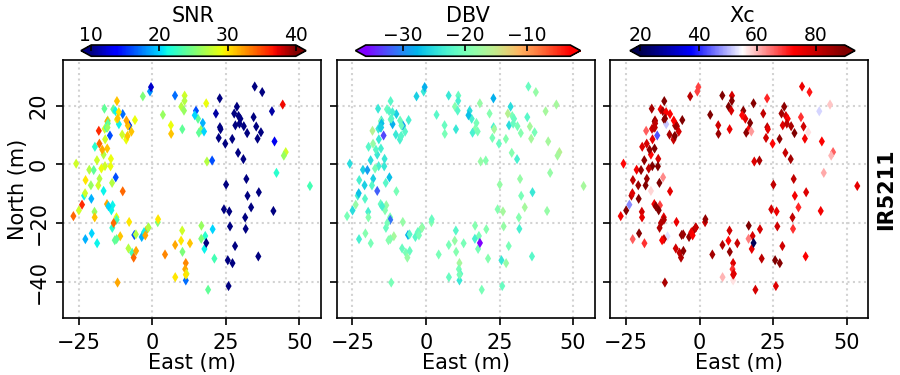 SNR DBV Xc
10 20 30 40 −30 −20 −10 20 40 60 80
20
0
−20
−40
North (m)
IR5211
−25 0 25 50 −25 0 25 50 −25 0 25 50
East (m) East (m) East (m)